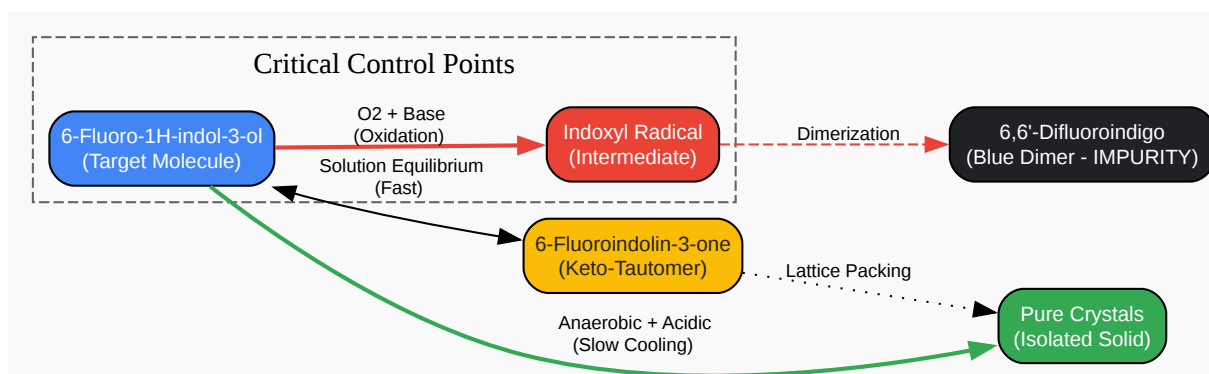 Critical Control Points
6-Fluoro-1H-indol-3-ol
(Target Molecule)
O2 + Base
(Oxidation)
Solution Equilibrium
(Fast)
Indoxyl Radical
(Intermediate)
Dimerization
6,6'-Difluoroindigo
(Blue Dimer - IMPURITY)
6-Fluoroindolin-3-one
(Keto-Tautomer)
Lattice Packing
Anaerobic + Acidic
(Slow Cooling)
Pure Crystals
(Isolated Solid)